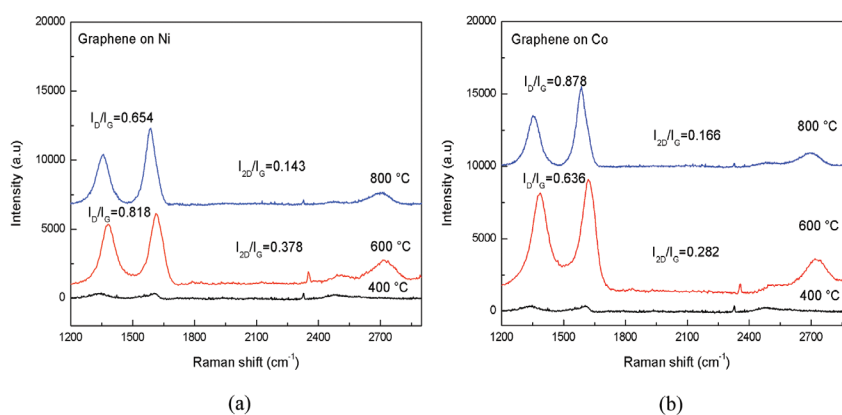 20000
15000
10000
5000
0
Intensity (a.u)
Graphene on Ni
I_D/I_G=0.654
I_2D/I_G=0.143
800 °C
I_D/I_G=0.818
I_2D/I_G=0.378
600 °C
400 °C
1200 1500 1800 2100 2400 2700
Raman shift (cm⁻¹)
(a)
20000
15000
10000
5000
0
Intensity (a.u)
Graphene on Co
I_D/I_G=0.878
I_2D/I_G=0.166
800 °C
I_D/I_G=0.636
I_2D/I_G=0.282
600 °C
400 °C
1200 1500 1800 2100 2400 2700
Raman shift (cm⁻¹)
(b)